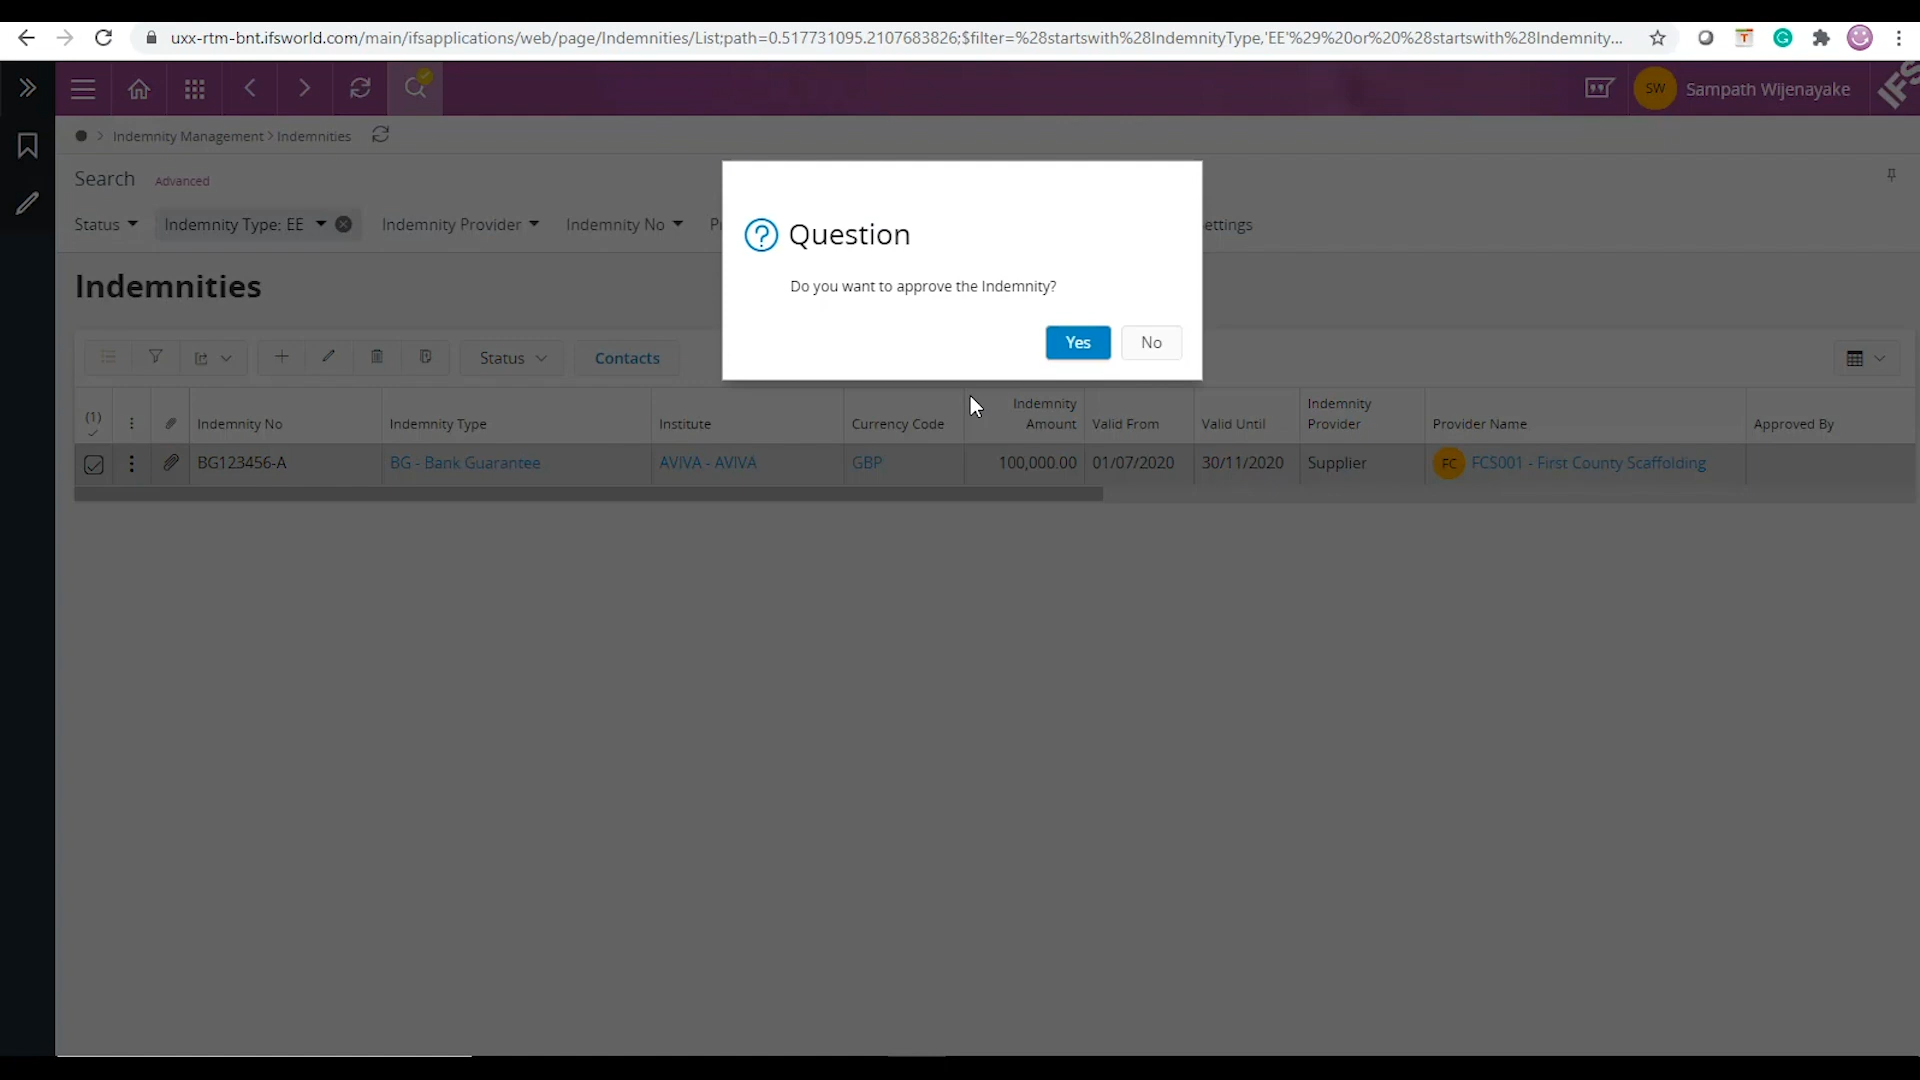 uxx-rtm-bnt.ifsworld.com/main/ifsapplications/web/page/Indemnities/List;path=0.517731095.2107683826;$filter=%28startswith%28IndemnityType,'EE'%29%20or%20%28startswith%28Indemnity...
T
G
SW
Sampath Wijenayake
IFS
Indemnity Management > Indemnities
Search Advanced
Status
Indemnity Type: EE
Indemnity Provider
Indemnity No
Question
Do you want to approve the Indemnity?
Yes
No
Indemnities
Status
Contacts
(1)
Indemnity No
Indemnity Type
Institute
Currency Code
Indemnity Amount
Valid From
Valid Until
Indemnity Provider
Provider Name
Approved By
BG123456-A
BG - Bank Guarantee
AVIVA - AVIVA
GBP
100,000.00
01/07/2020
30/11/2020
Supplier
FC
FCS001 - First County Scaffolding